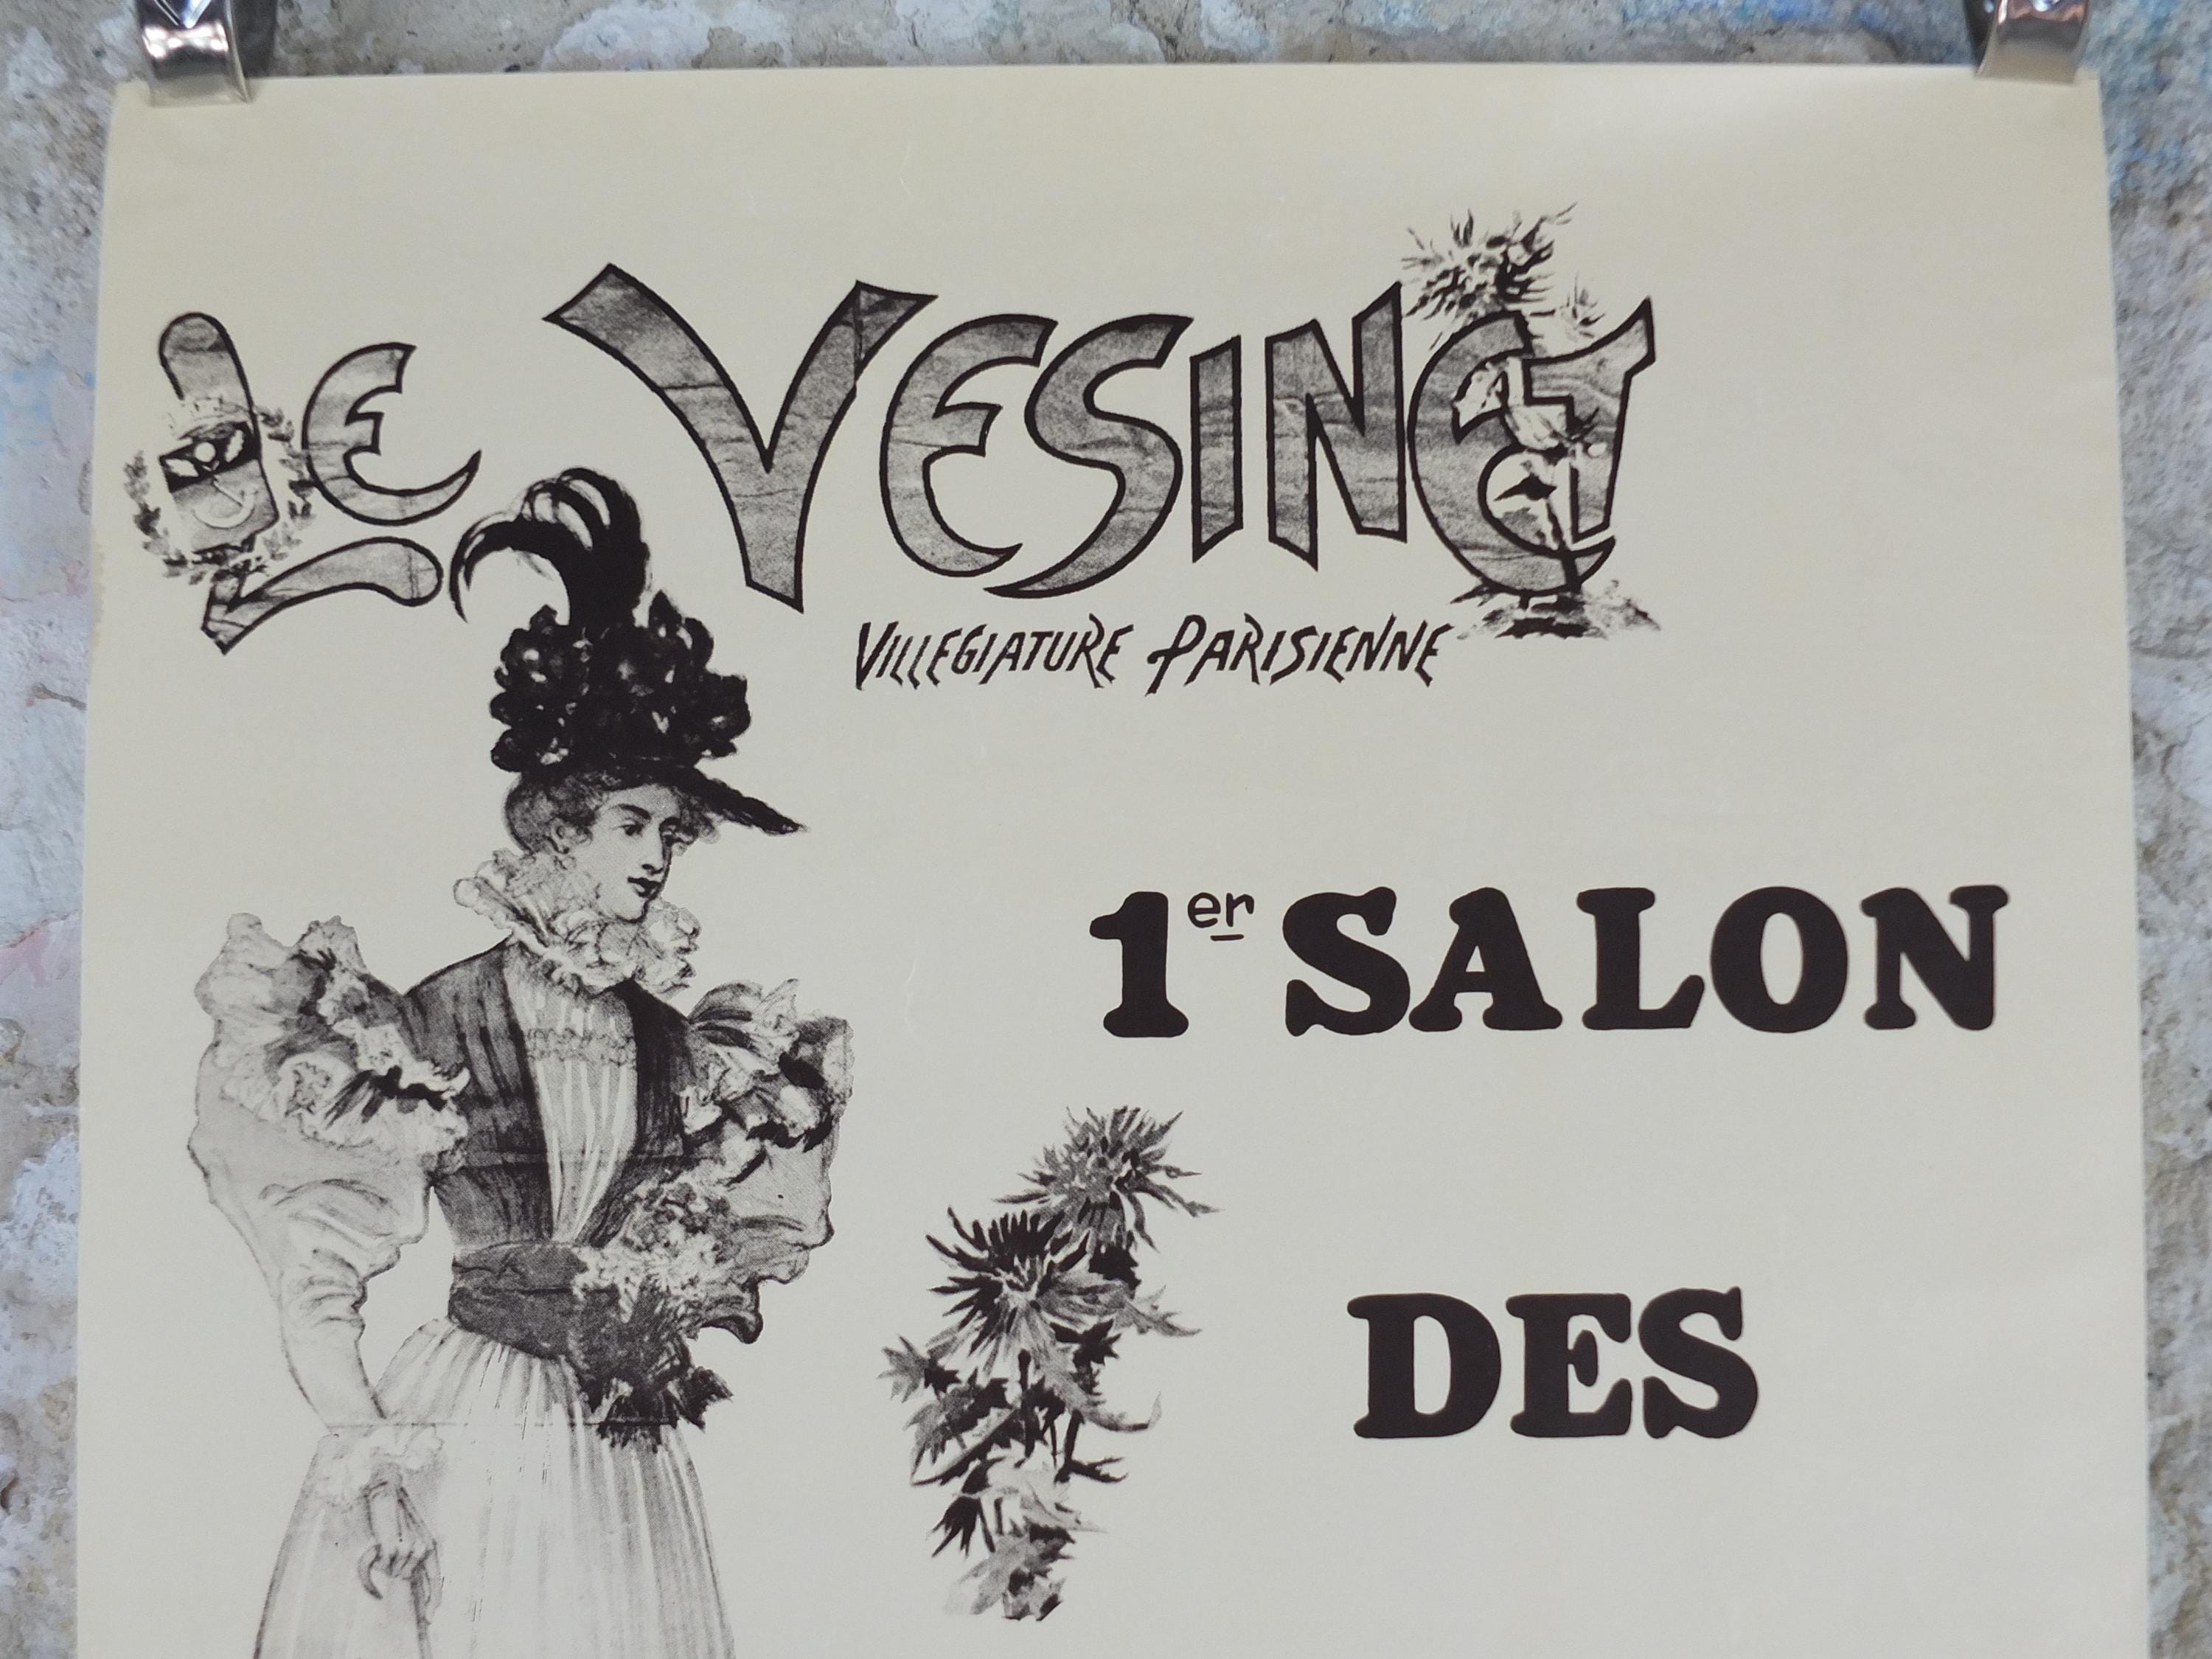 LE VESINET
VILLEGIATURE PARISIENNE
1er SALON
DES